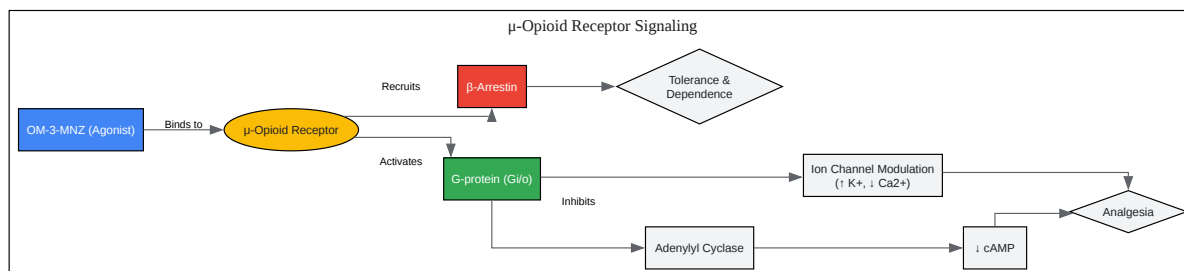 μ-Opioid Receptor Signaling
Recruits
β-Arrestin
Tolerance &
Dependence
OM-3-MNZ (Agonist)
Binds to
μ-Opioid Receptor
Activates
G-protein (Gi/o)
Inhibits
Ion Channel Modulation
(↑ K+, ↓ Ca2+)
Analgesia
Adenylyl Cyclase
↓ cAMP